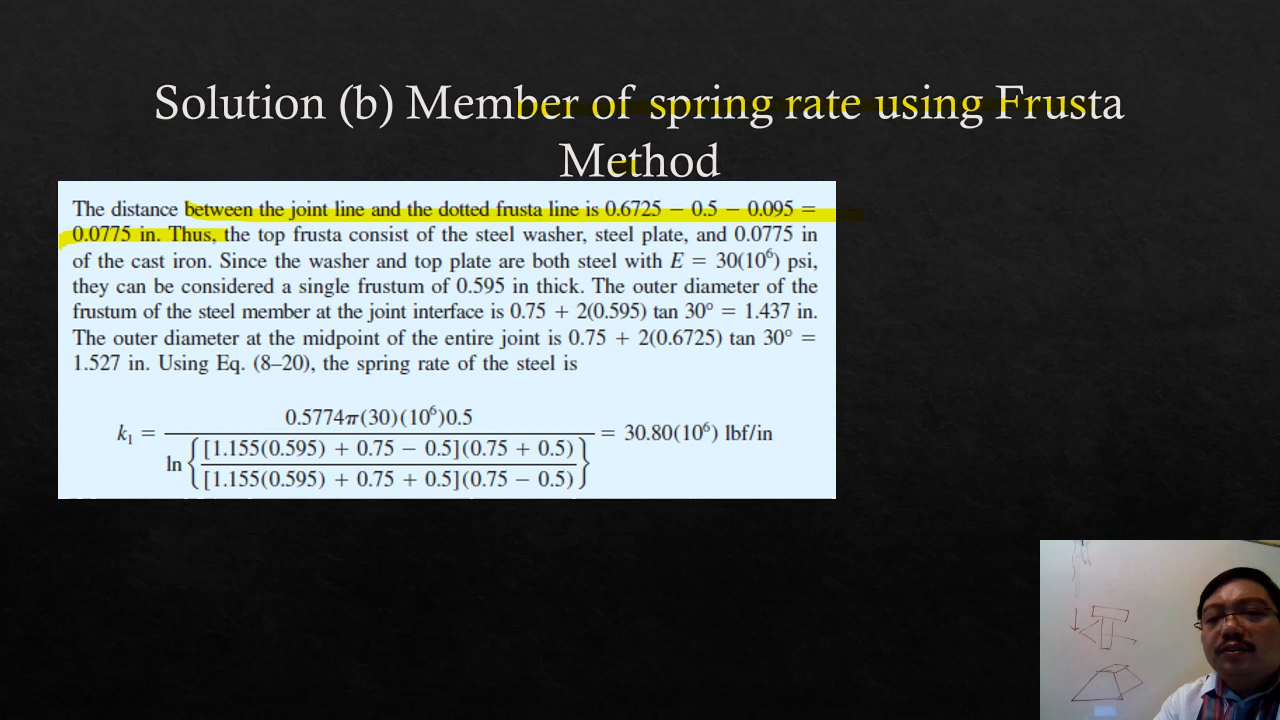 Solution (b) Member of spring rate using Frusta
Method
The distance between the joint line and the dotted frusta line is 0.6725 − 0.5 − 0.095 =
0.0775 in. Thus, the top frusta consist of the steel washer, steel plate, and 0.0775 in
of the cast iron. Since the washer and top plate are both steel with E = 30(10⁶) psi,
they can be considered a single frustum of 0.595 in thick. The outer diameter of the
frustum of the steel member at the joint interface is 0.75 + 2(0.595) tan 30° = 1.437 in.
The outer diameter at the midpoint of the entire joint is 0.75 + 2(0.6725) tan 30° =
1.527 in. Using Eq. (8–20), the spring rate of the steel is
0.5774π(30)(10⁶)0.5
k₁ = = 30.80(10⁶) lbf/in
[1.155(0.595) + 0.75 − 0.5](0.75 + 0.5)
ln
[1.155(0.595) + 0.75 + 0.5](0.75 − 0.5)